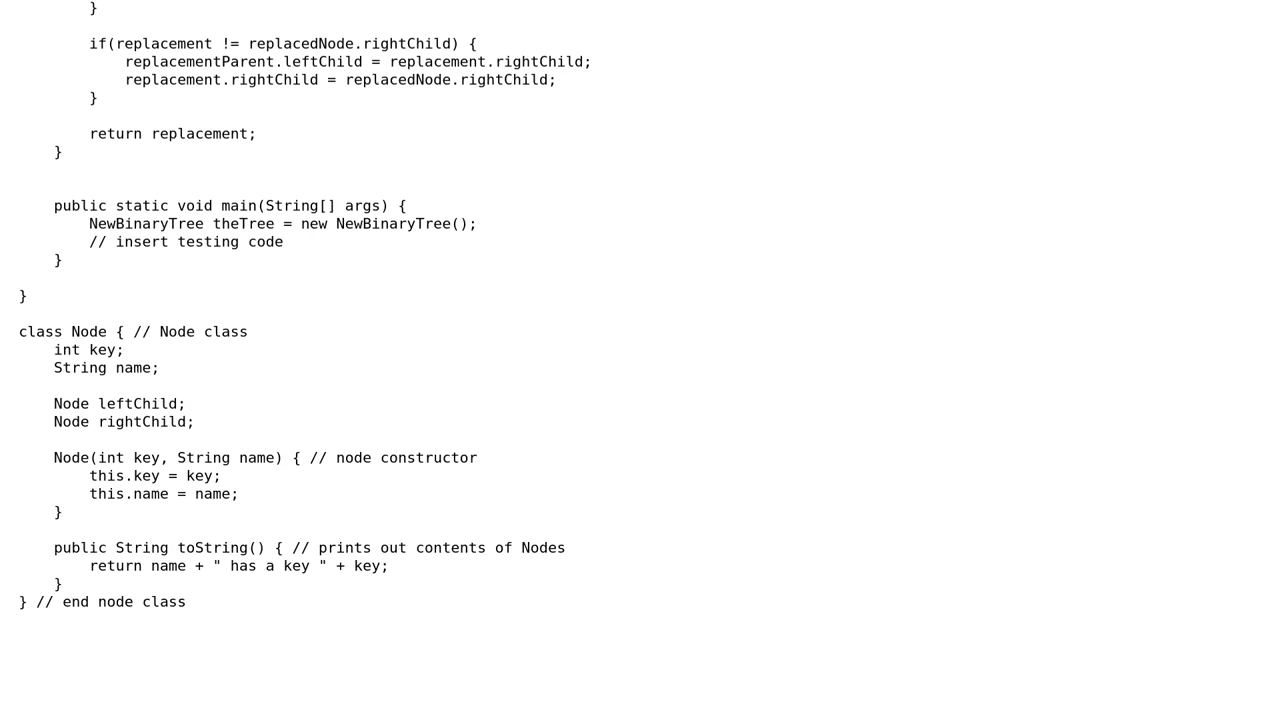 }

        if(replacement != replacedNode.rightChild) {
            replacementParent.leftChild = replacement.rightChild;
            replacement.rightChild = replacedNode.rightChild;
        }

        return replacement;
    }


    public static void main(String[] args) {
        NewBinaryTree theTree = new NewBinaryTree();
        // insert testing code
    }

}

class Node { // Node class
    int key;
    String name;

    Node leftChild;
    Node rightChild;

    Node(int key, String name) { // node constructor
        this.key = key;
        this.name = name;
    }

    public String toString() { // prints out contents of Nodes
        return name + " has a key " + key;
    }
} // end node class